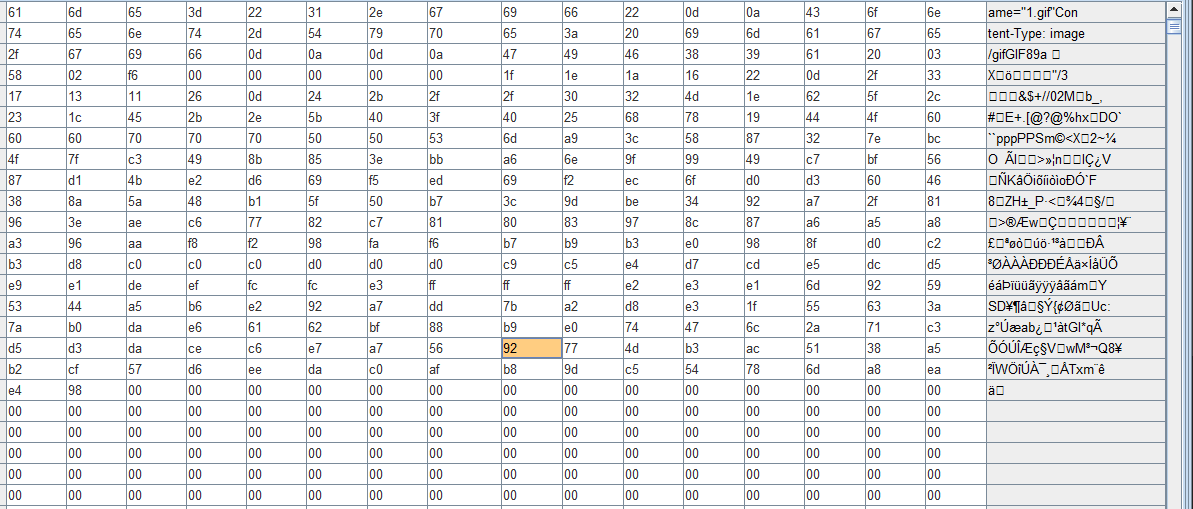 61 6d 65 3d 22 31 2e 67 69 66 22 0d 0a 43 6f 6e ame="1.gif"Con
74 65 6e 74 2d 54 79 70 65 3a 20 69 6d 61 67 65 tent-Type: image
2f 67 69 66 0d 0a 0d 0a 47 49 46 38 39 61 20 03 /gifGIF89a □
58 02 f6 00 00 00 00 00 1f 1e 1a 16 22 0d 2f 33 X□ö□□□□"/3
17 13 11 26 0d 24 2b 2f 2f 30 32 4d 1e 62 5f 2c □□□&$+//02M□b_,
23 1c 45 2b 2e 5b 40 3f 40 25 68 78 19 44 4f 60 #□E+.[@?@%hx□DO`
60 60 70 70 70 50 50 53 6d a9 3c 58 87 32 7e bc ``pppPPSm©<X□2~¼
4f 7f c3 49 8b 85 3e bb a6 6e 9f 99 49 c7 bf 56 O ÃI□□>»¦n□□IÇ¿V
87 d1 4b e2 d6 69 f5 ed 69 f2 ec 6f d0 d3 60 46 □ÑKâÖiõíiòìoÐÓ`F
38 8a 5a 48 b1 5f 50 b7 3c 9d be 34 92 a7 2f 81 8□ZH±_P·<□¾4□§/□
96 3e ae c6 77 82 c7 81 80 83 97 8c 87 a6 a5 a8 □>®Æw□Ç□□□□□□¦¥¨
a3 96 aa f8 f2 98 fa f6 b7 b9 b3 e0 98 8f d0 c2 £□ªøò□úö·¹³à□□ÐÂ
b3 d8 c0 c0 c0 d0 d0 d0 c9 c5 e4 d7 cd e5 dc d5 ³ØÀÀÀÐÐÐÉÅä×ÍåÜÕ
e9 e1 de ef fc fc e3 ff ff ff e2 e3 e1 6d 92 59 éáÞïüüãÿÿÿâãám□Y
53 44 a5 b6 e2 92 a7 dd 7b a2 d8 e3 1f 55 63 3a SD¥¶â□§Ý{¢Øã□Uc:
7a b0 da e6 61 62 bf 88 b9 e0 74 47 6c 2a 71 c3 z°Úæab¿□¹àtGl*qÃ
d5 d3 da ce c6 e7 a7 56 92 77 4d b3 ac 51 38 a5 ÕÓÚÎÆç§V□wM³¬Q8¥
b2 cf 57 d6 ee da c0 af b8 9d c5 54 78 6d a8 ea ²ÏWÖîÚÀ¯¸□ÅTxm¨ê
e4 98 00 00 00 00 00 00 00 00 00 00 00 00 00 00 ä□
00 00 00 00 00 00 00 00 00 00 00 00 00 00 00 00
00 00 00 00 00 00 00 00 00 00 00 00 00 00 00 00
00 00 00 00 00 00 00 00 00 00 00 00 00 00 00 00
00 00 00 00 00 00 00 00 00 00 00 00 00 00 00 00
00 00 00 00 00 00 00 00 00 00 00 00 00 00 00 00